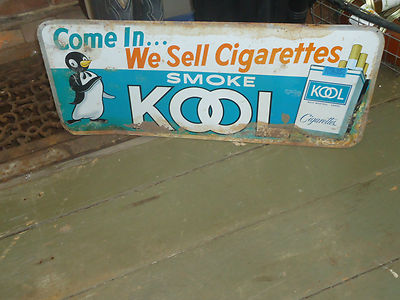 Come In...
We Sell Cigarettes
SMOKE
KOOL
KOOL
Cigarettes